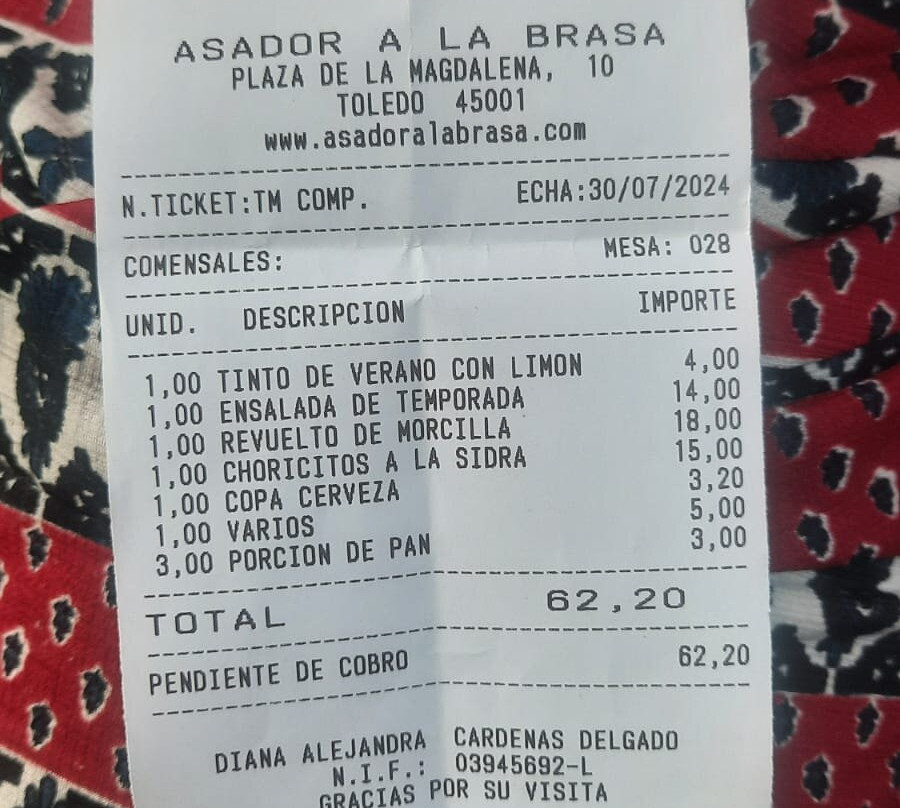 ASADOR A LA BRASA
PLAZA DE LA MAGDALENA, 10
TOLEDO 45001
www.asadoralabrasa.com
N.TICKET:TM COMP. ECHA:30/07/2024
COMENSALES: MESA: 028
UNID. DESCRIPCION IMPORTE
1,00 TINTO DE VERANO CON LIMON 4,00
1,00 ENSALADA DE TEMPORADA 14,00
1,00 REVUELTO DE MORCILLA 18,00
1,00 CHORICITOS A LA SIDRA 15,00
1,00 COPA CERVEZA 3,20
1,00 VARIOS 5,00
3,00 PORCION DE PAN 3,00
TOTAL 62,20
PENDIENTE DE COBRO 62,20
DIANA ALEJANDRA CARDENAS DELGADO
N.I.F.: 03945692-L
GRACIAS POR SU VISITA